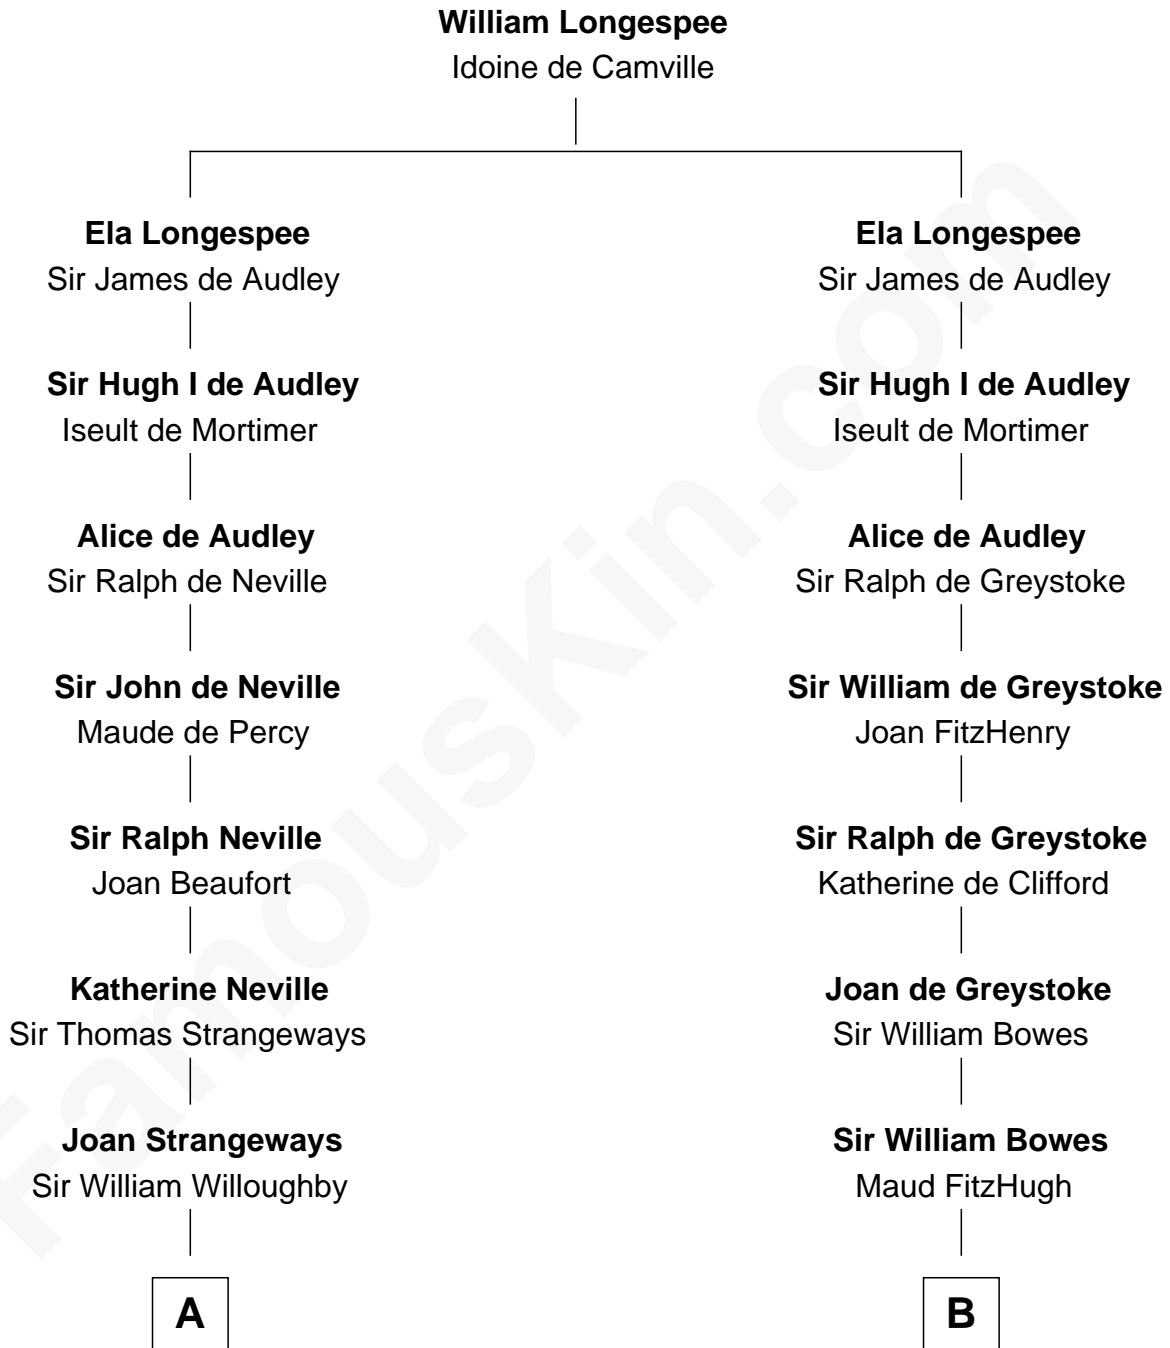 William Longespee
Idoine de Camville
Ela Longespee
Sir James de Audley
Sir Hugh I de Audley
Iseult de Mortimer
Alice de Audley
Sir Ralph de Neville
Sir John de Neville
Maude de Percy
Sir Ralph Neville
Joan Beaufort
Katherine Neville
Sir Thomas Strangeways
Joan Strangeways
Sir William Willoughby
A
Ela Longespee
Sir James de Audley
Sir Hugh I de Audley
Iseult de Mortimer
Alice de Audley
Sir Ralph de Greystoke
Sir William de Greystoke
Joan FitzHenry
Sir Ralph de Greystoke
Katherine de Clifford
Joan de Greystoke
Sir William Bowes
Sir William Bowes
Maud FitzHugh
B
FamousKin.com